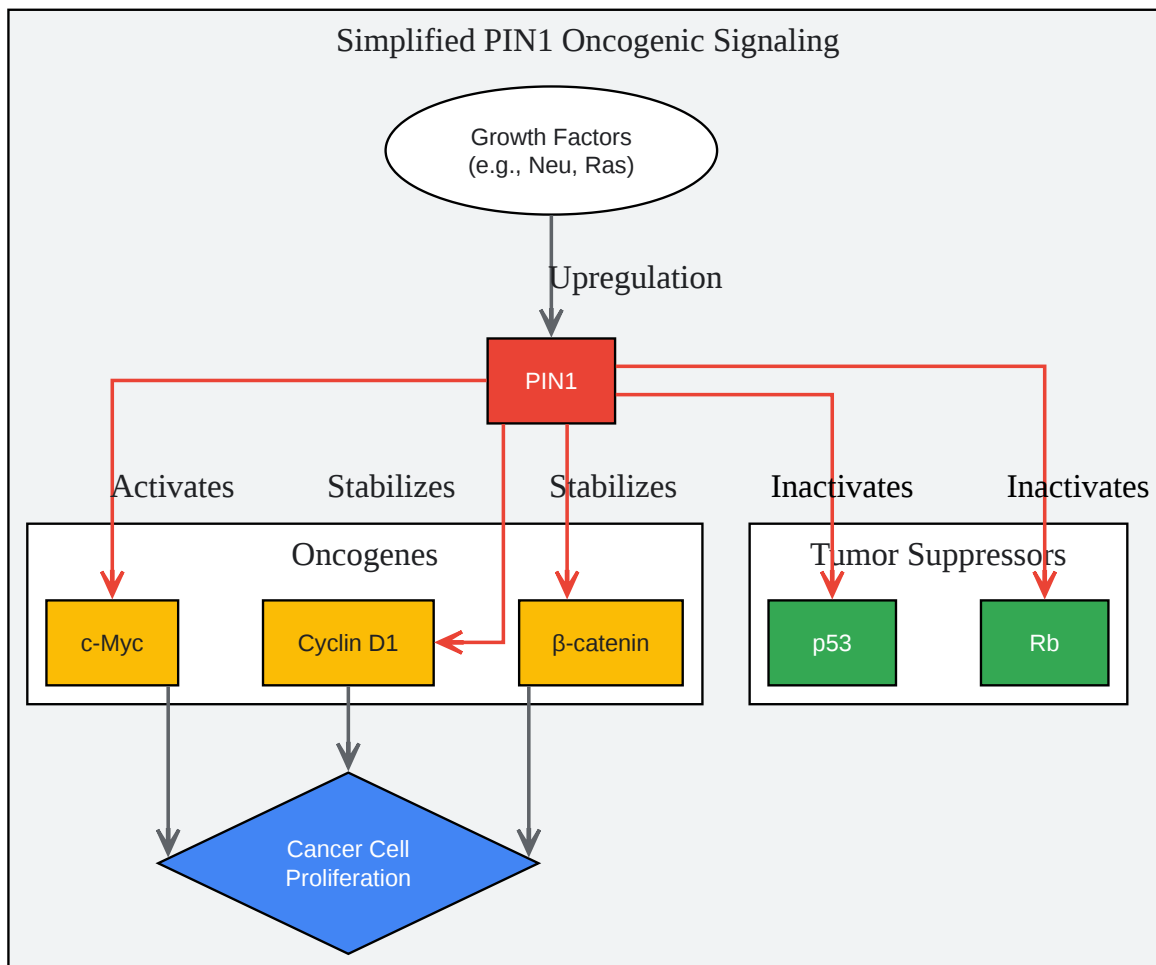 Simplified PIN1 Oncogenic Signaling
Growth Factors
(e.g., Neu, Ras)
Upregulation
PIN1
Activates
Stabilizes
Stabilizes
Inactivates
Inactivates
Oncogenes
Tumor Suppressors
c-Myc
Cyclin D1
β-catenin
p53
Rb
Cancer Cell
Proliferation